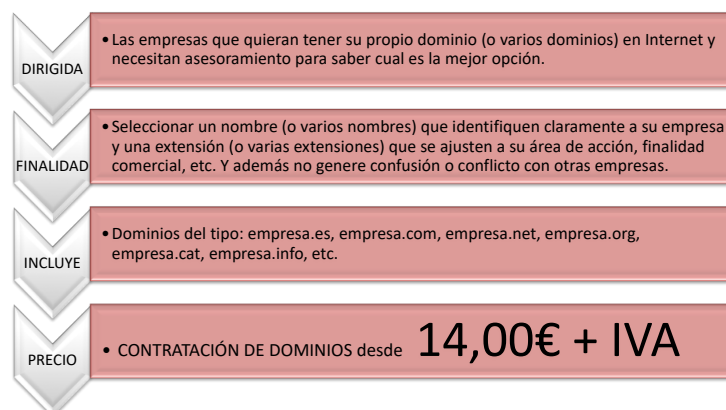 DIRIGIDA
• Las empresas que quieran tener su propio dominio (o varios dominios) en Internet y
necesitan asesoramiento para saber cual es la mejor opción.
FINALIDAD
• Seleccionar un nombre (o varios nombres) que identifiquen claramente a su empresa
y una extensión (o varias extensiones) que se ajusten a su área de acción, finalidad
comercial, etc. Y además no genere confusión o conflicto con otras empresas.
INCLUYE
• Dominios del tipo: empresa.es, empresa.com, empresa.net, empresa.org,
empresa.cat, empresa.info, etc.
PRECIO
• CONTRATACIÓN DE DOMINIOS desde 14,00€ + IVA